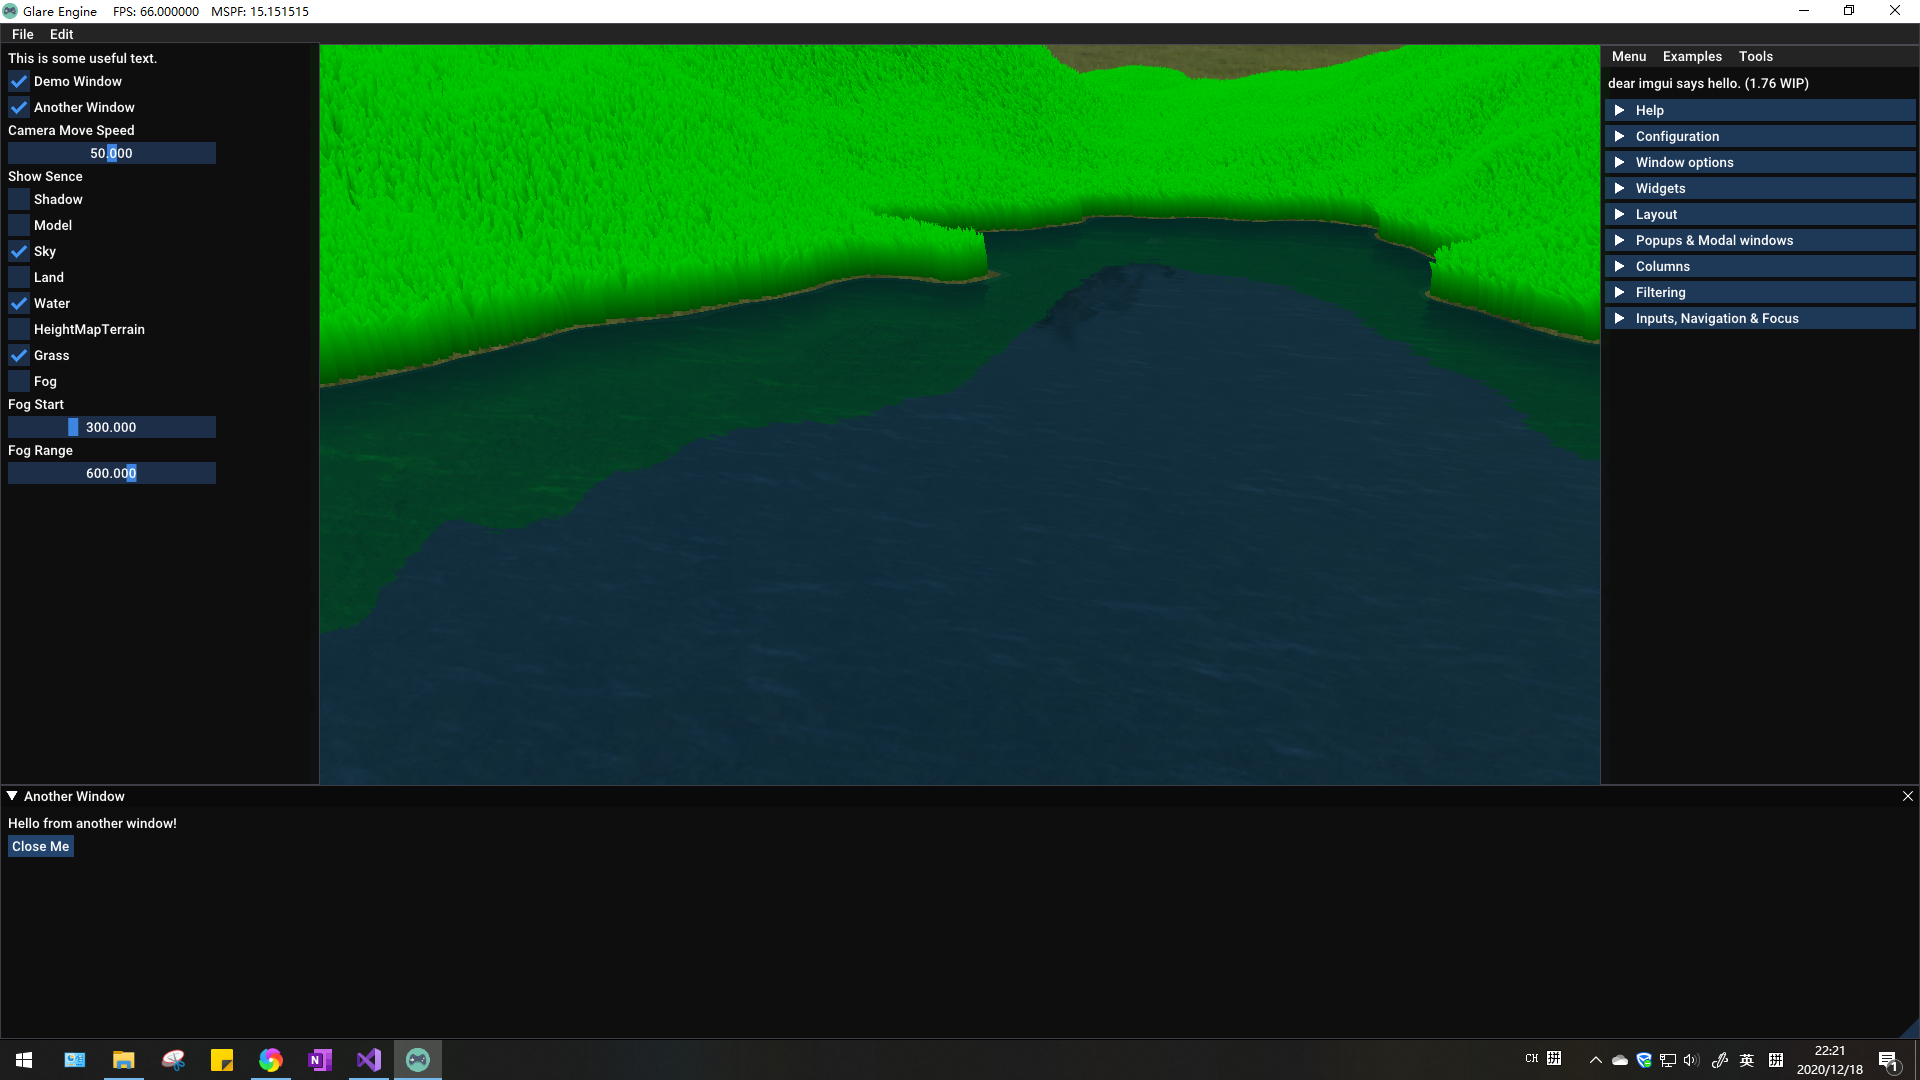 Glare Engine FPS: 66.000000 MSPF: 15.151515
File Edit
This is some useful text.
Demo Window
Another Window
Camera Move Speed
50.000
Show Sence
Shadow
Model
Sky
Land
Water
HeightMapTerrain
Grass
Fog
Fog Start
300.000
Fog Range
600.000
Menu Examples Tools
dear imgui says hello. (1.76 WIP)
Help
Configuration
Window options
Widgets
Layout
Popups & Modal windows
Columns
Filtering
Inputs, Navigation & Focus
Another Window
Hello from another window!
Close Me
N
CH 拼
英 拼
22:21
2020/12/18
1